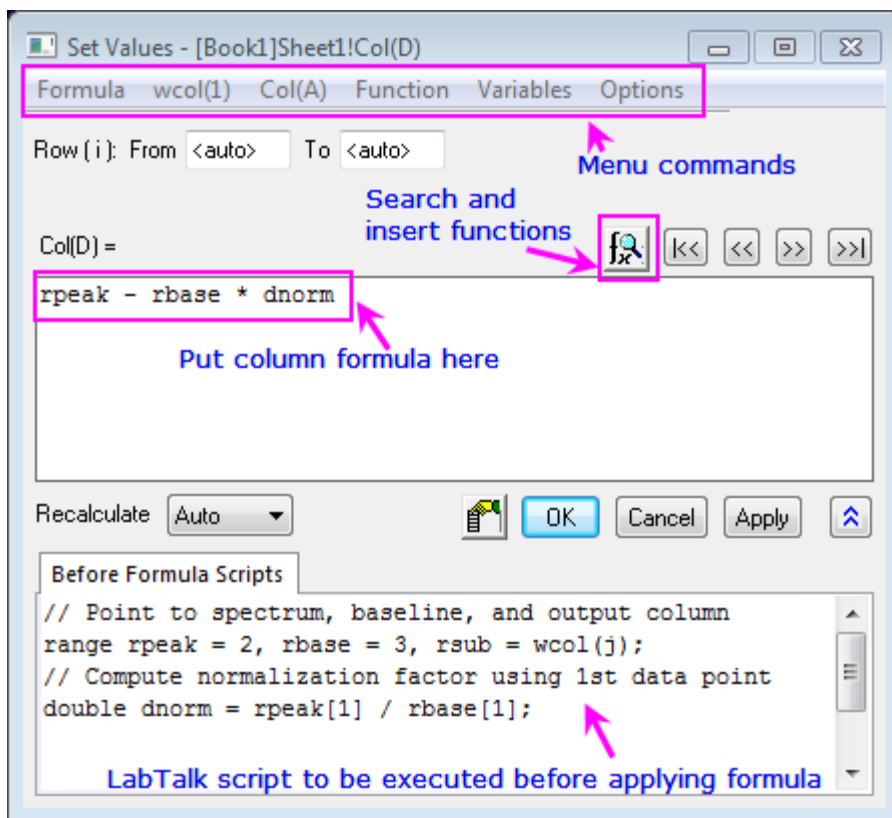 Set Values - [Book1]Sheet1!Col(D)
Formula wcol(1) Col(A) Function Variables Options
Row (i): From <auto> To <auto>
Menu commands
Search and
insert functions
Col(D) =
fx |<< << >> >>|
rpeak - rbase * dnorm
Put column formula here
Recalculate Auto OK Cancel Apply
Before Formula Scripts
// Point to spectrum, baseline, and output column
range rpeak = 2, rbase = 3, rsub = wcol(j);
// Compute normalization factor using 1st data point
double dnorm = rpeak[1] / rbase[1];
LabTalk script to be executed before applying formula